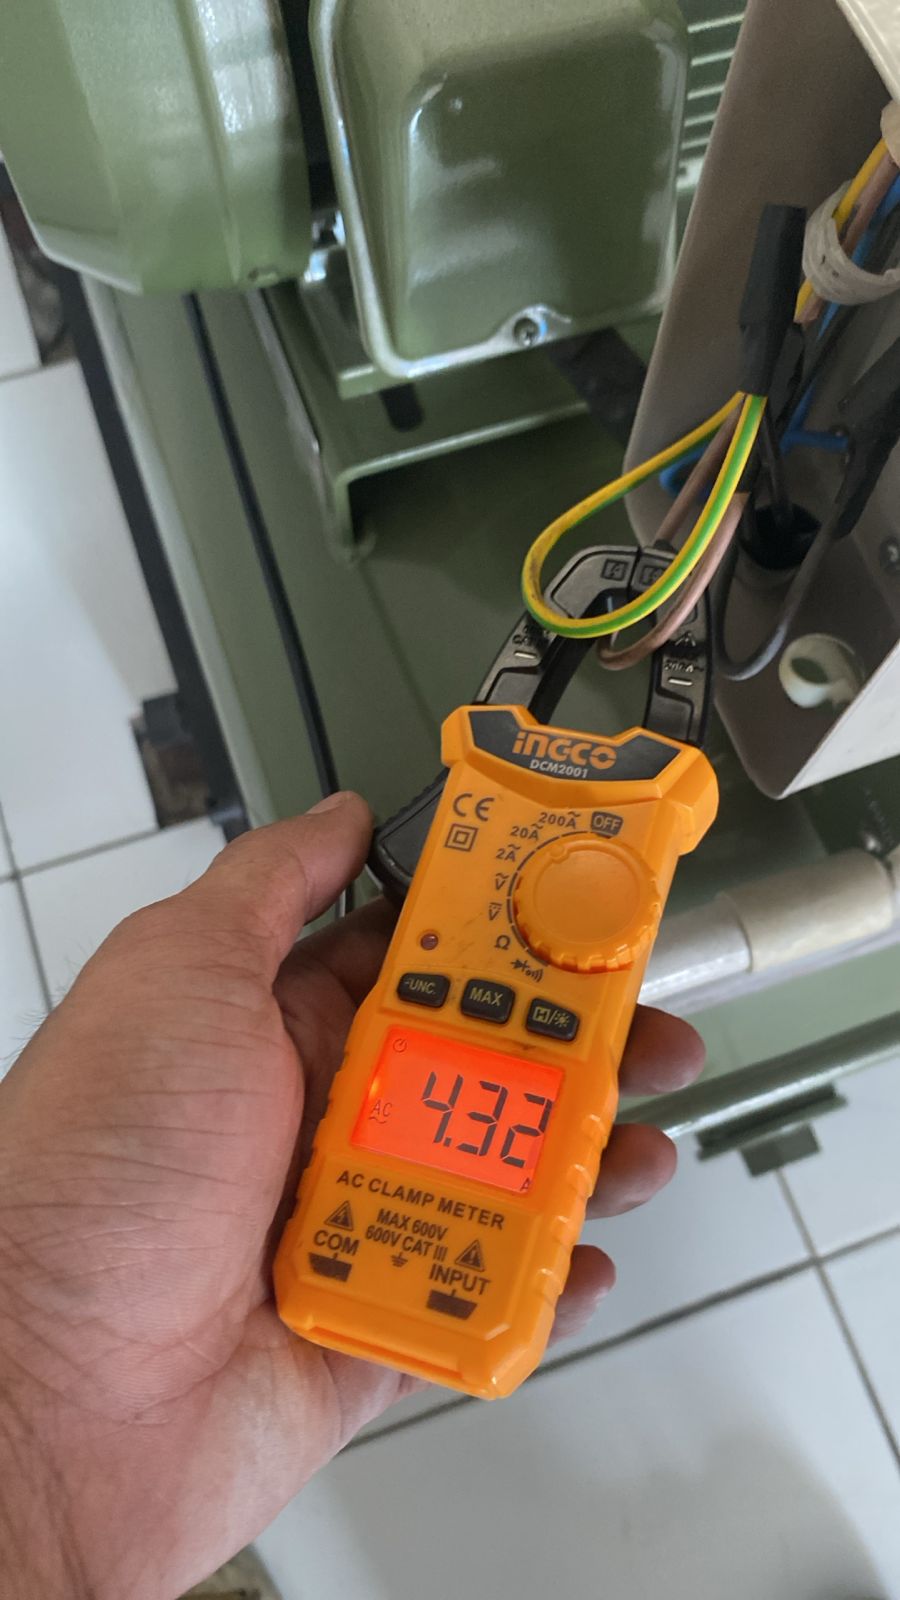 INGCO
DCM2001
CE
200A
OFF
20A
2A
V
V
Ω
FUNC.
MAX
H/
AC
4.32
A
AC CLAMP METER
MAX 600V
600V CAT III
COM
INPUT